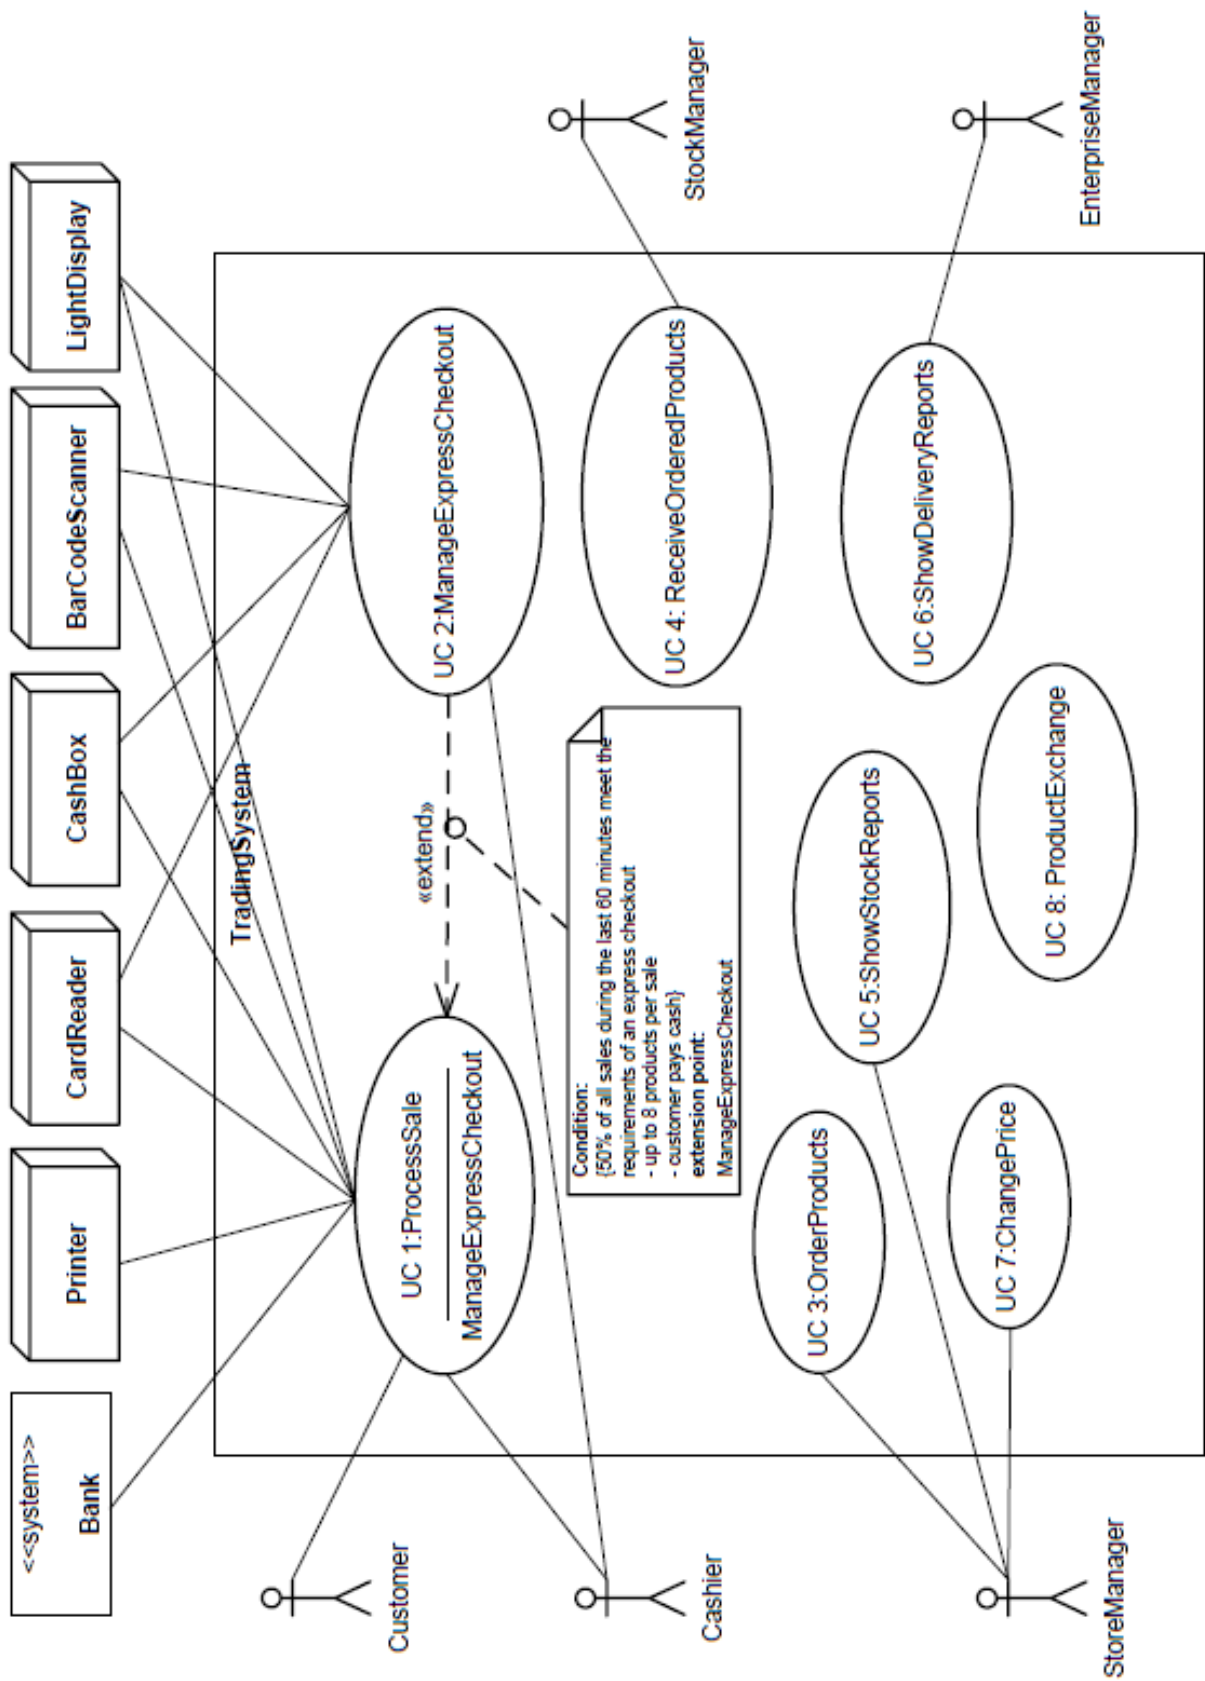 <<system>>
Bank
Printer
CardReader
CashBox
BarCodeScanner
LightDisplay
TradingSystem
Customer
UC 1:ProcessSale
ManageExpressCheckout
«extend»
UC 2:ManageExpressCheckout
StockManager
Cashier
Condition:
{50% of all sales during the last 60 minutes meet the
requirements of an express checkout
- up to 8 products per sale
- customer pays cash}
extension point:
ManageExpressCheckout
UC 4: ReceiveOrderedProducts
UC 3:OrderProducts
UC 5:ShowStockReports
UC 6:ShowDeliveryReports
EnterpriseManager
StoreManager
UC 7:ChangePrice
UC 8: ProductExchange